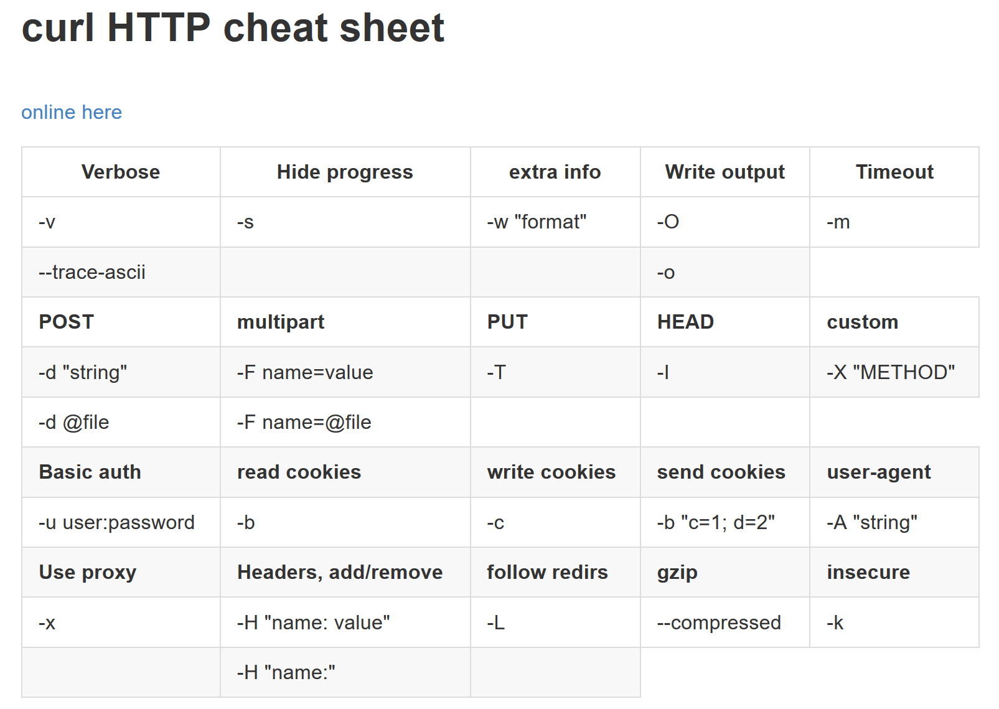 curl HTTP cheat sheet
online here
Verbose Hide progress extra info Write output Timeout
-v -s -w "format" -O -m
--trace-ascii -o
POST multipart PUT HEAD custom
-d "string" -F name=value -T -I -X "METHOD"
-d @file -F name=@file
Basic auth read cookies write cookies send cookies user-agent
-u user:password -b -c -b "c=1; d=2" -A "string"
Use proxy Headers, add/remove follow redirs gzip insecure
-x -H "name: value" -L --compressed -k
-H "name:"